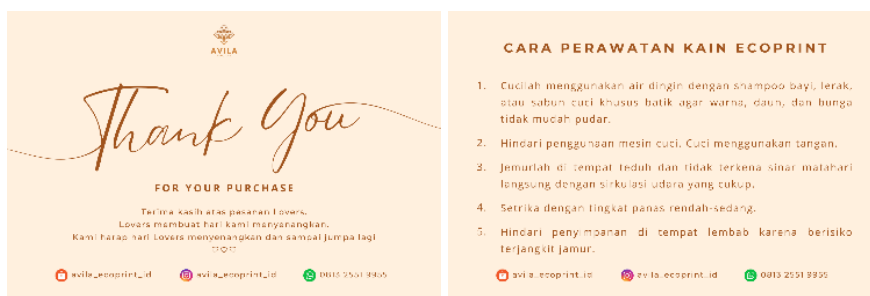 AVILA
Thank You
FOR YOUR PURCHASE
Terima kasih atas pesanan Lovers.
Lovers membuat hari kami menyenangkan.
Kami harap hari Lovers menyenangkan dan sampai jumpa lagi
avila_ecoprint_id avila_ecoprint_id 0813 2551 9955
CARA PERAWATAN KAIN ECOPRINT
1. Cucilah menggunakan air dingin dengan shampoo bayi, lerak,
atau sabun cuci khusus batik agar warna, daun, dan bunga
tidak mudah pudar.
2. Hindari penggunaan mesin cuci. Cuci menggunakan tangan.
3. Jemurlah di tempat teduh dan tidak terkena sinar matahari
langsung dengan sirkulasi udara yang cukup.
4. Setrika dengan tingkat panas rendah-sedang.
5. Hindari penyimpanan di tempat lembab karena berisiko
terjangkit jamur.
avila_ecoprint_id avila_ecoprint_id 0813 2551 9955